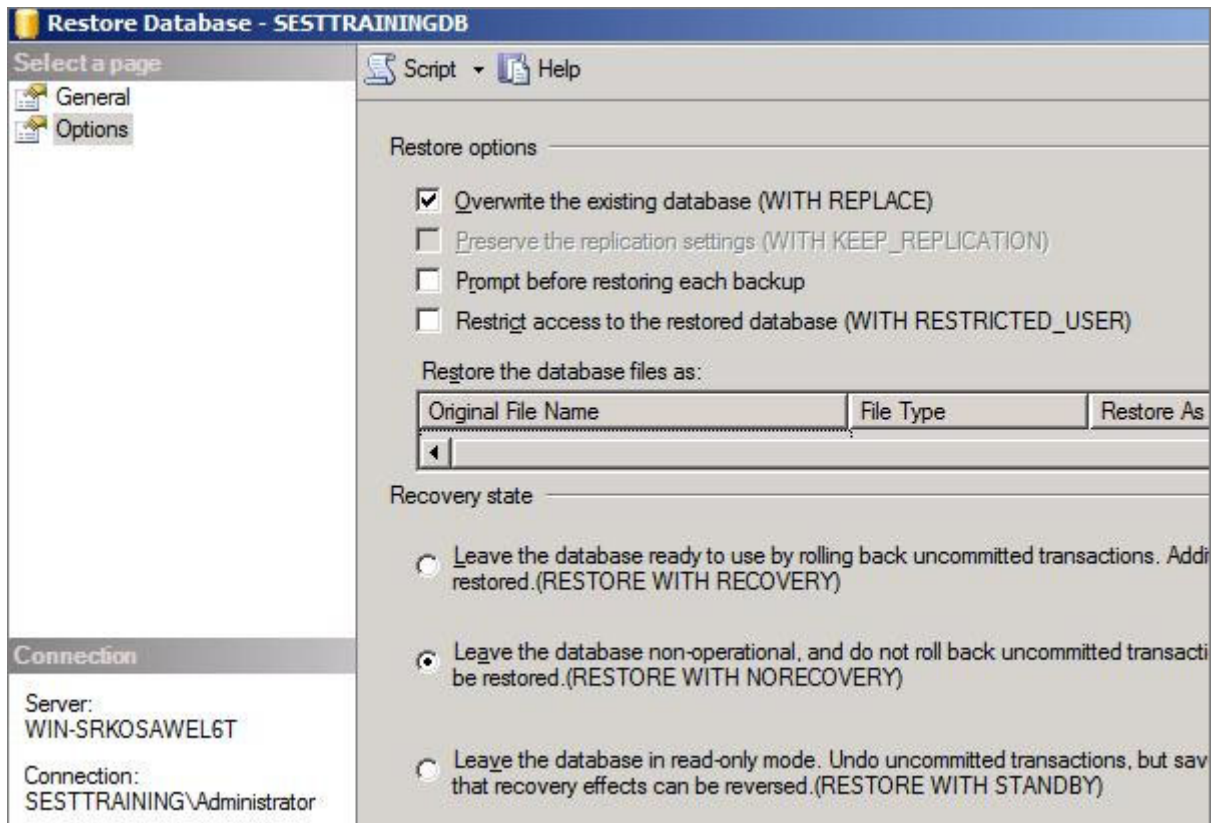 Restore Database - SESTTRAININGDB
Select a page
General
Options
Script
Help
Restore options
Overwrite the existing database (WITH REPLACE)
Preserve the replication settings (WITH KEEP_REPLICATION)
Prompt before restoring each backup
Restrict access to the restored database (WITH RESTRICTED_USER)
Restore the database files as:
Original File Name File Type Restore As
Recovery state
Leave the database ready to use by rolling back uncommitted transactions. Addi
restored.(RESTORE WITH RECOVERY)
Leave the database non-operational, and do not roll back uncommitted transacti
be restored.(RESTORE WITH NORECOVERY)
Leave the database in read-only mode. Undo uncommitted transactions, but sav
that recovery effects can be reversed.(RESTORE WITH STANDBY)
Connection
Server:
WIN-SRKOSAWEL6T
Connection:
SESTTRAINING\Administrator